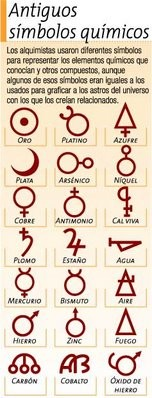 Antiguos
símbolos químicos
Los alquimistas usaron diferentes símbolos
para representar los elementos químicos que
conocían y otros compuestos, aunque
algunos de esos símbolos eran iguales a los
usados para graficar a los astros del universo
con los que los creían relacionados.
ORO PLATINO AZUFRE
PLATA ARSÉNICO NÍQUEL
COBRE ANTIMONIO CAL VIVA
PLOMO ESTAÑO AGUA
MERCURIO BISMUTO AIRE
HIERRO ZINC FUEGO
CARBÓN COBALTO ÓXIDO DE
HIERRO